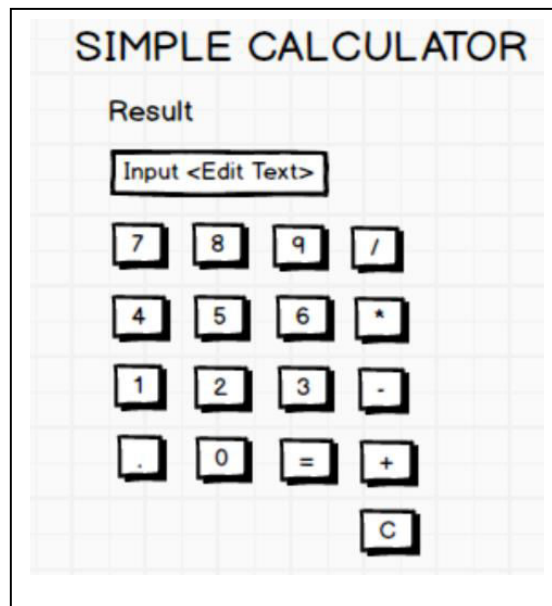 SIMPLE CALCULATOR
Result
Input <Edit Text>
7 8 9 /
4 5 6 *
1 2 3 -
. 0 = +
C